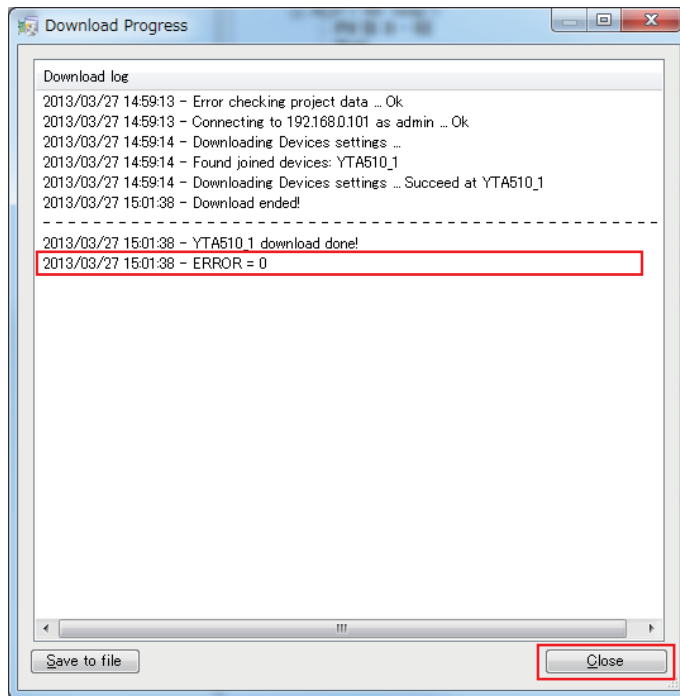 Download Progress
Download log
2013/03/27 14:59:13 - Error checking project data ... Ok
2013/03/27 14:59:13 - Connecting to 192.168.0.101 as admin ... Ok
2013/03/27 14:59:14 - Downloading Devices settings ...
2013/03/27 14:59:14 - Found joined devices: YTA510_1
2013/03/27 14:59:14 - Downloading Devices settings ... Succeed at YTA510_1
2013/03/27 15:01:38 - Download ended!
- - - - - - - - - - - - - - - - - - - - - - - - - - - - - - - - - - - - - - - - - - - - - - - - - - - - - - -
2013/03/27 15:01:38 - YTA510_1 download done!
2013/03/27 15:01:38 - ERROR = 0
Save to file Close